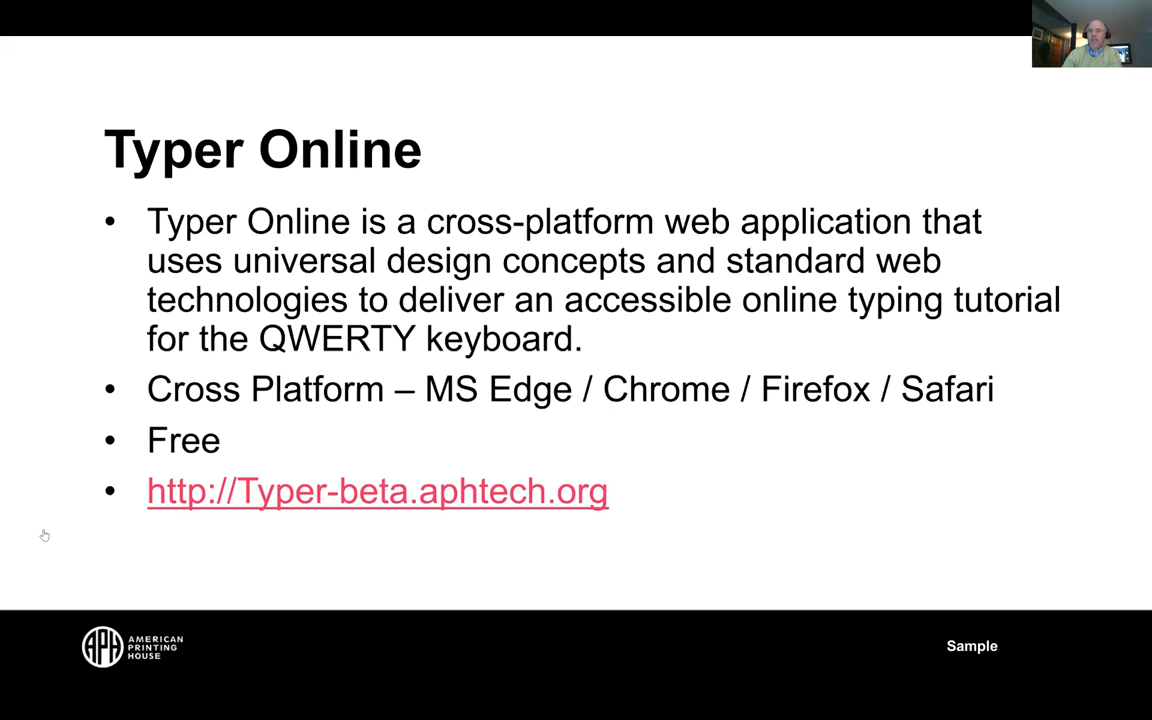 Typer Online
• Typer Online is a cross-platform web application that
uses universal design concepts and standard web
technologies to deliver an accessible online typing tutorial
for the QWERTY keyboard.
• Cross Platform – MS Edge / Chrome / Firefox / Safari
• Free
• http://Typer-beta.aphtech.org
APH
AMERICAN
PRINTING
HOUSE
Sample